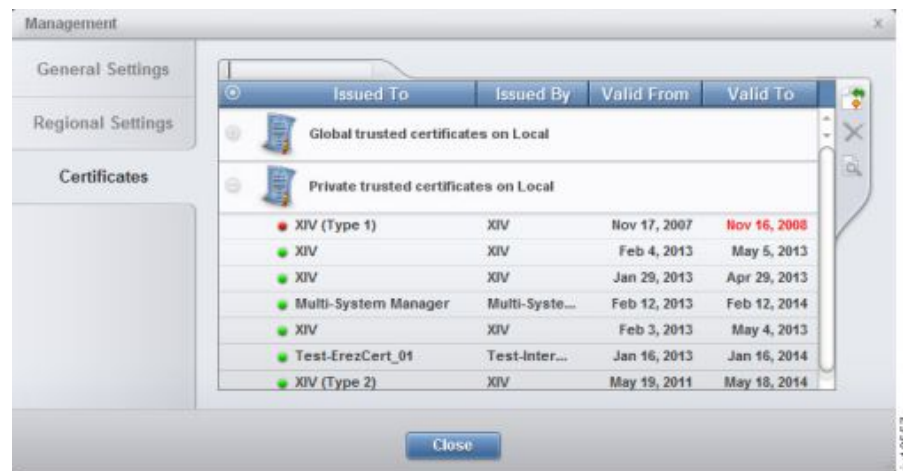 Management x
General Settings
Regional Settings
Certificates
Issued To Issued By Valid From Valid To
Global trusted certificates on Local
Private trusted certificates on Local
XIV (Type 1) XIV Nov 17, 2007 Nov 16, 2008
XIV XIV Feb 4, 2013 May 5, 2013
XIV XIV Jan 29, 2013 Apr 29, 2013
Multi-System Manager Multi-Syste... Feb 12, 2013 Feb 12, 2014
XIV XIV Feb 3, 2013 May 4, 2013
Test-ErezCert_01 Test-Inter... Jan 16, 2013 Jan 16, 2014
XIV (Type 2) XIV May 19, 2011 May 18, 2014
Close